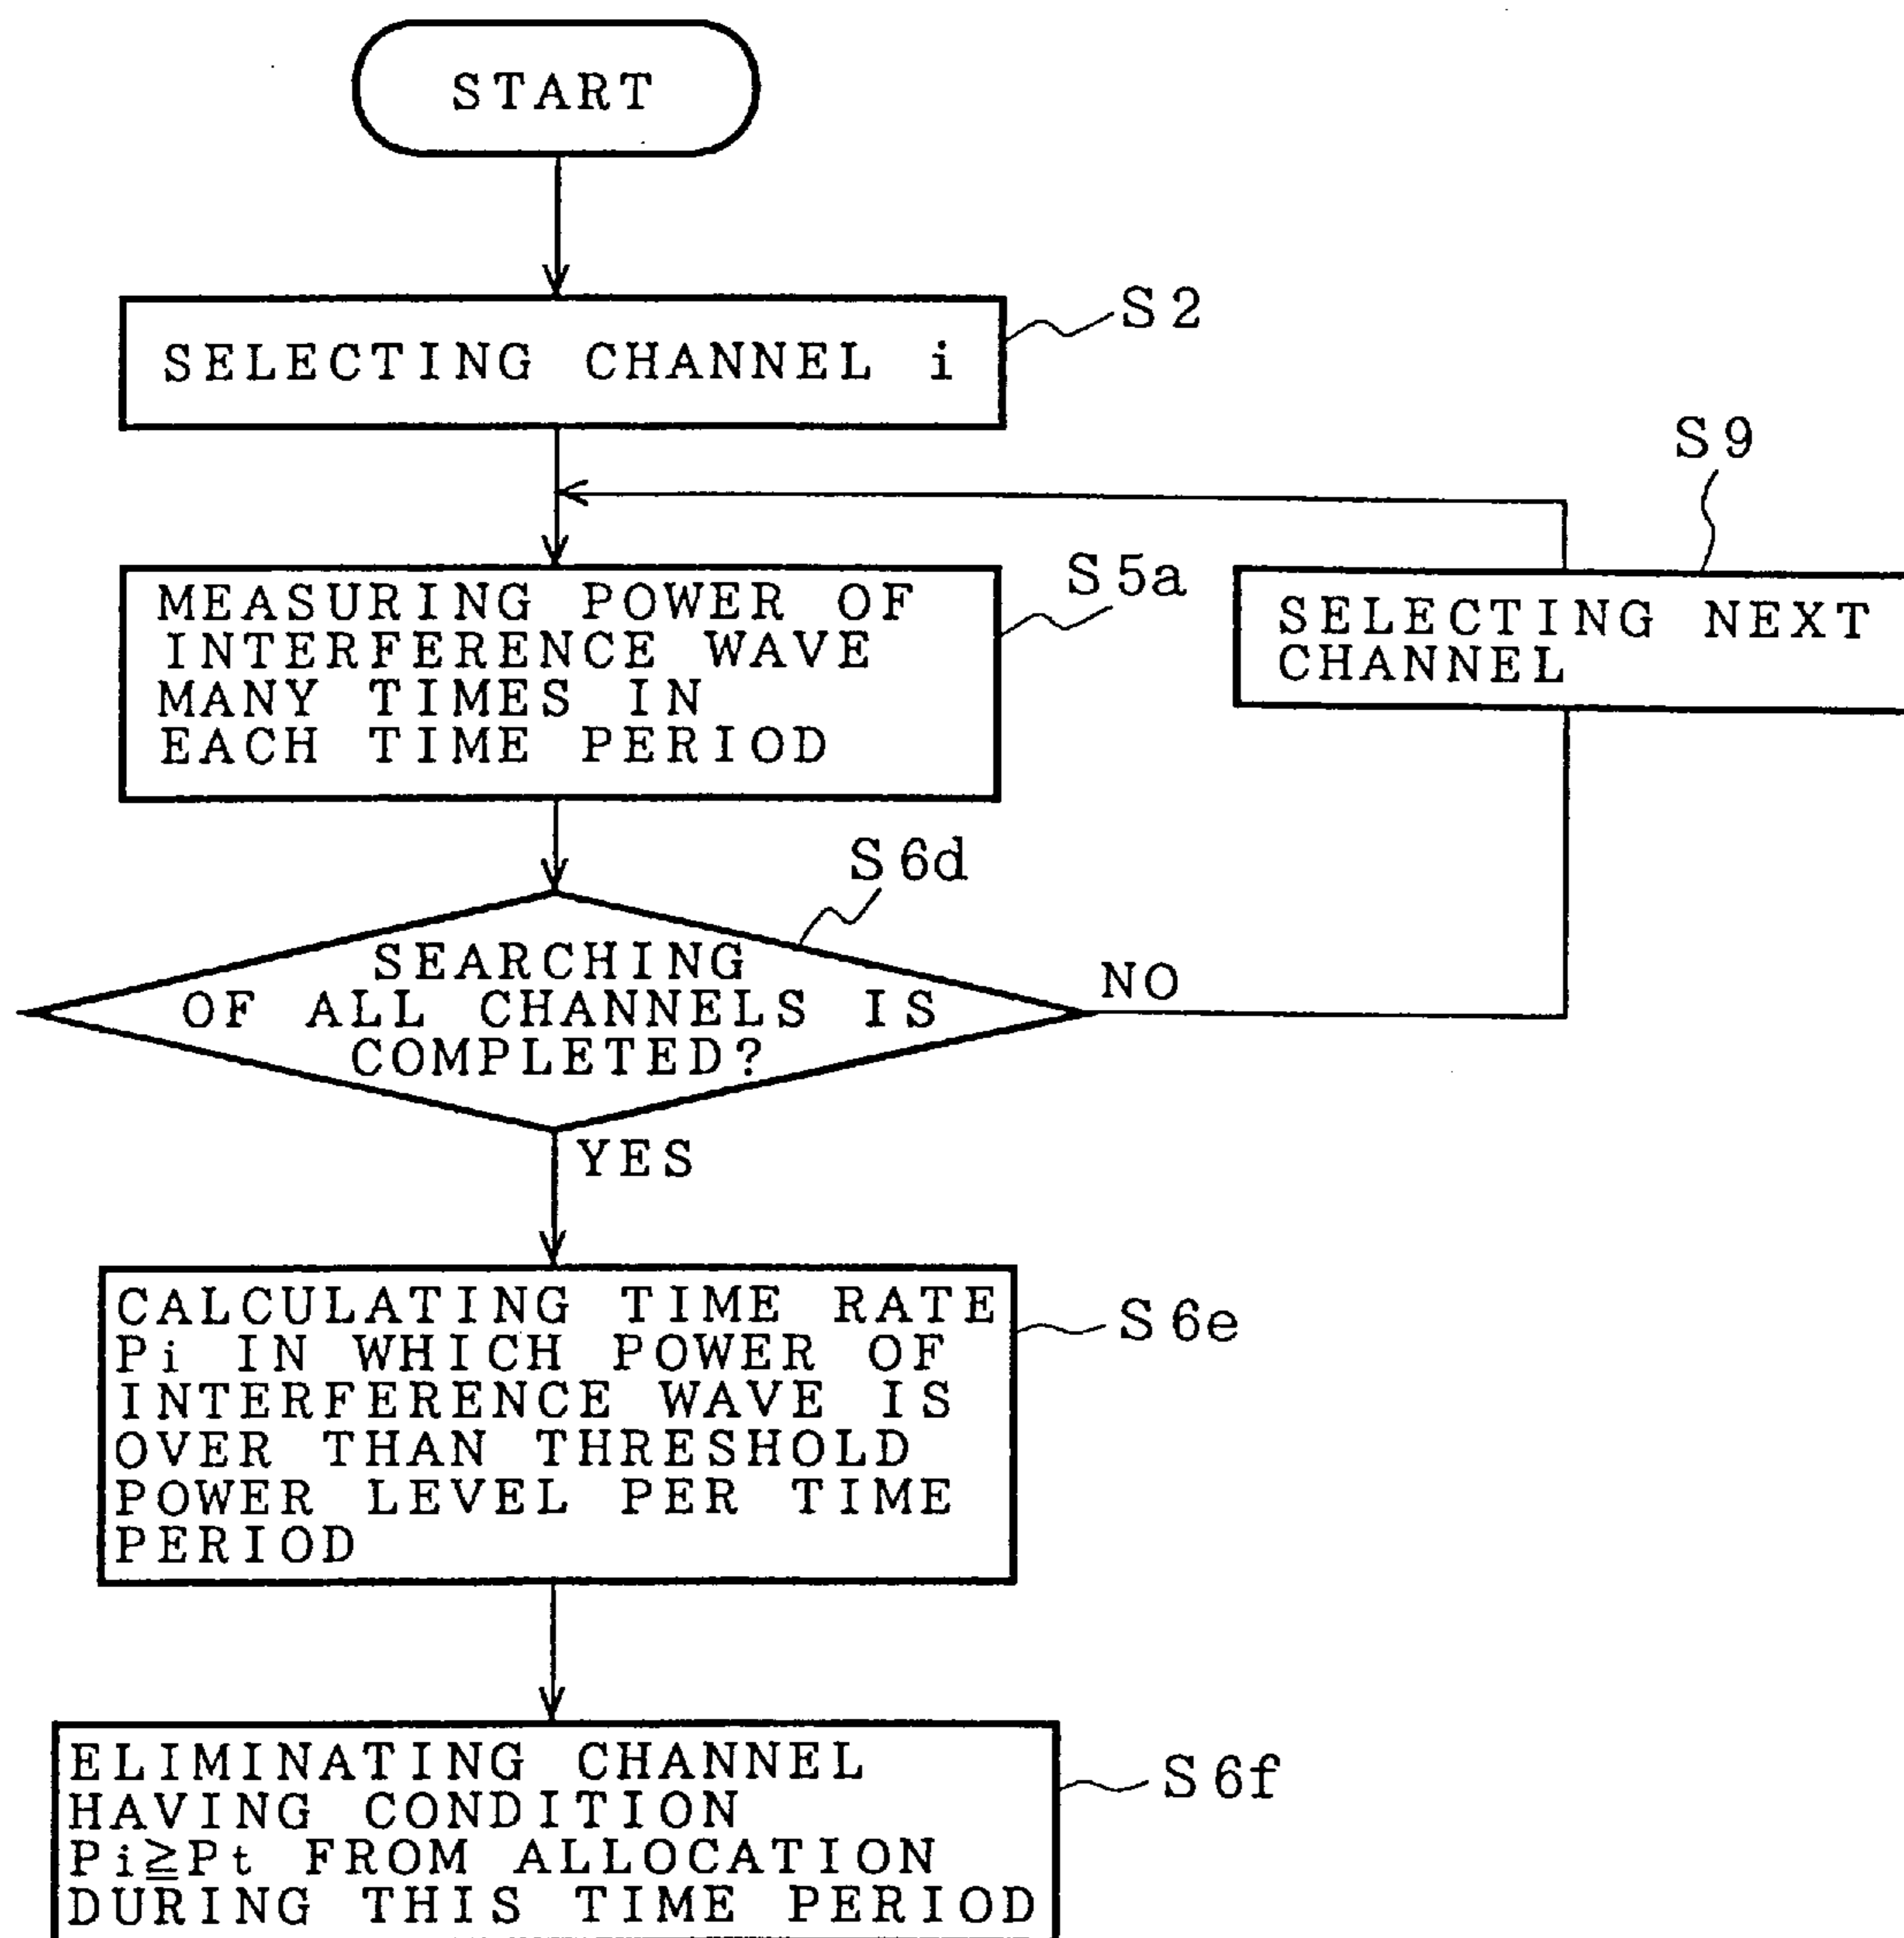 START
SELECTING CHANNEL i
S2
S9
MEASURING POWER OF
INTERFERENCE WAVE
MANY TIMES IN
EACH TIME PERIOD
S5a
SELECTING NEXT
CHANNEL
S6d
SEARCHING
OF ALL CHANNELS IS
COMPLETED?
NO
YES
CALCULATING TIME RATE
Pi IN WHICH POWER OF
INTERFERENCE WAVE IS
OVER THAN THRESHOLD
POWER LEVEL PER TIME
PERIOD
S6e
ELIMINATING CHANNEL
HAVING CONDITION
Pi≧Pt FROM ALLOCATION
DURING THIS TIME PERIOD
S6f